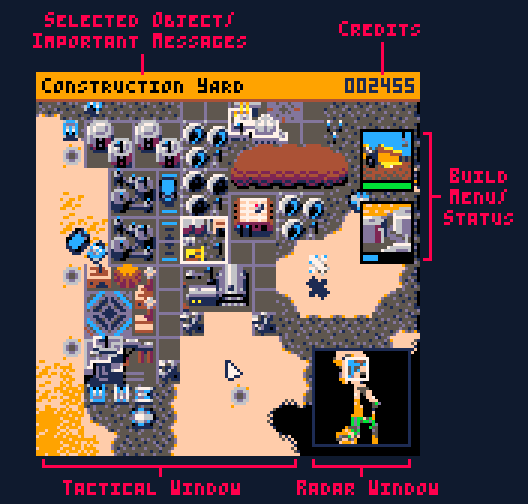 Selected Object/
Important Messages
Credits
Construction Yard
002455
Build
Menu/
Status
Tactical Window
Radar Window